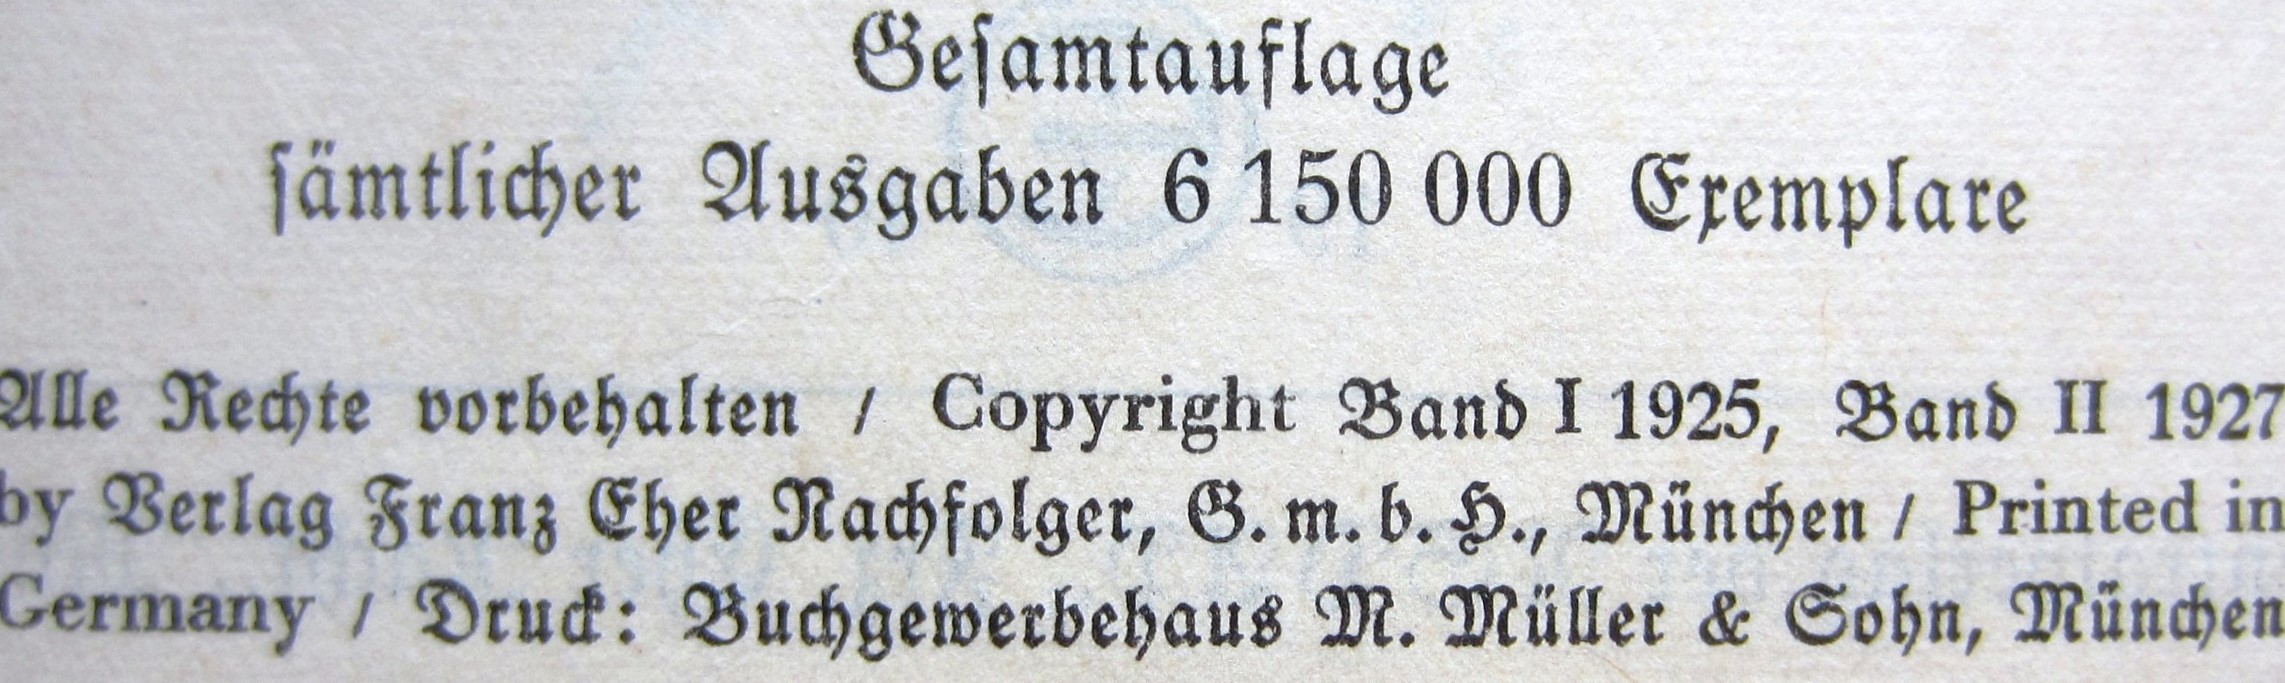 Gesamtauflage
sämtlicher Ausgaben 6 150 000 Exemplare
Alle Rechte vorbehalten / Copyright Band I 1925, Band II 1927
by Verlag Franz Eher Nachfolger, G. m. b. H., München / Printed in
Germany / Druck: Buchgewerbehaus M. Müller & Sohn, München